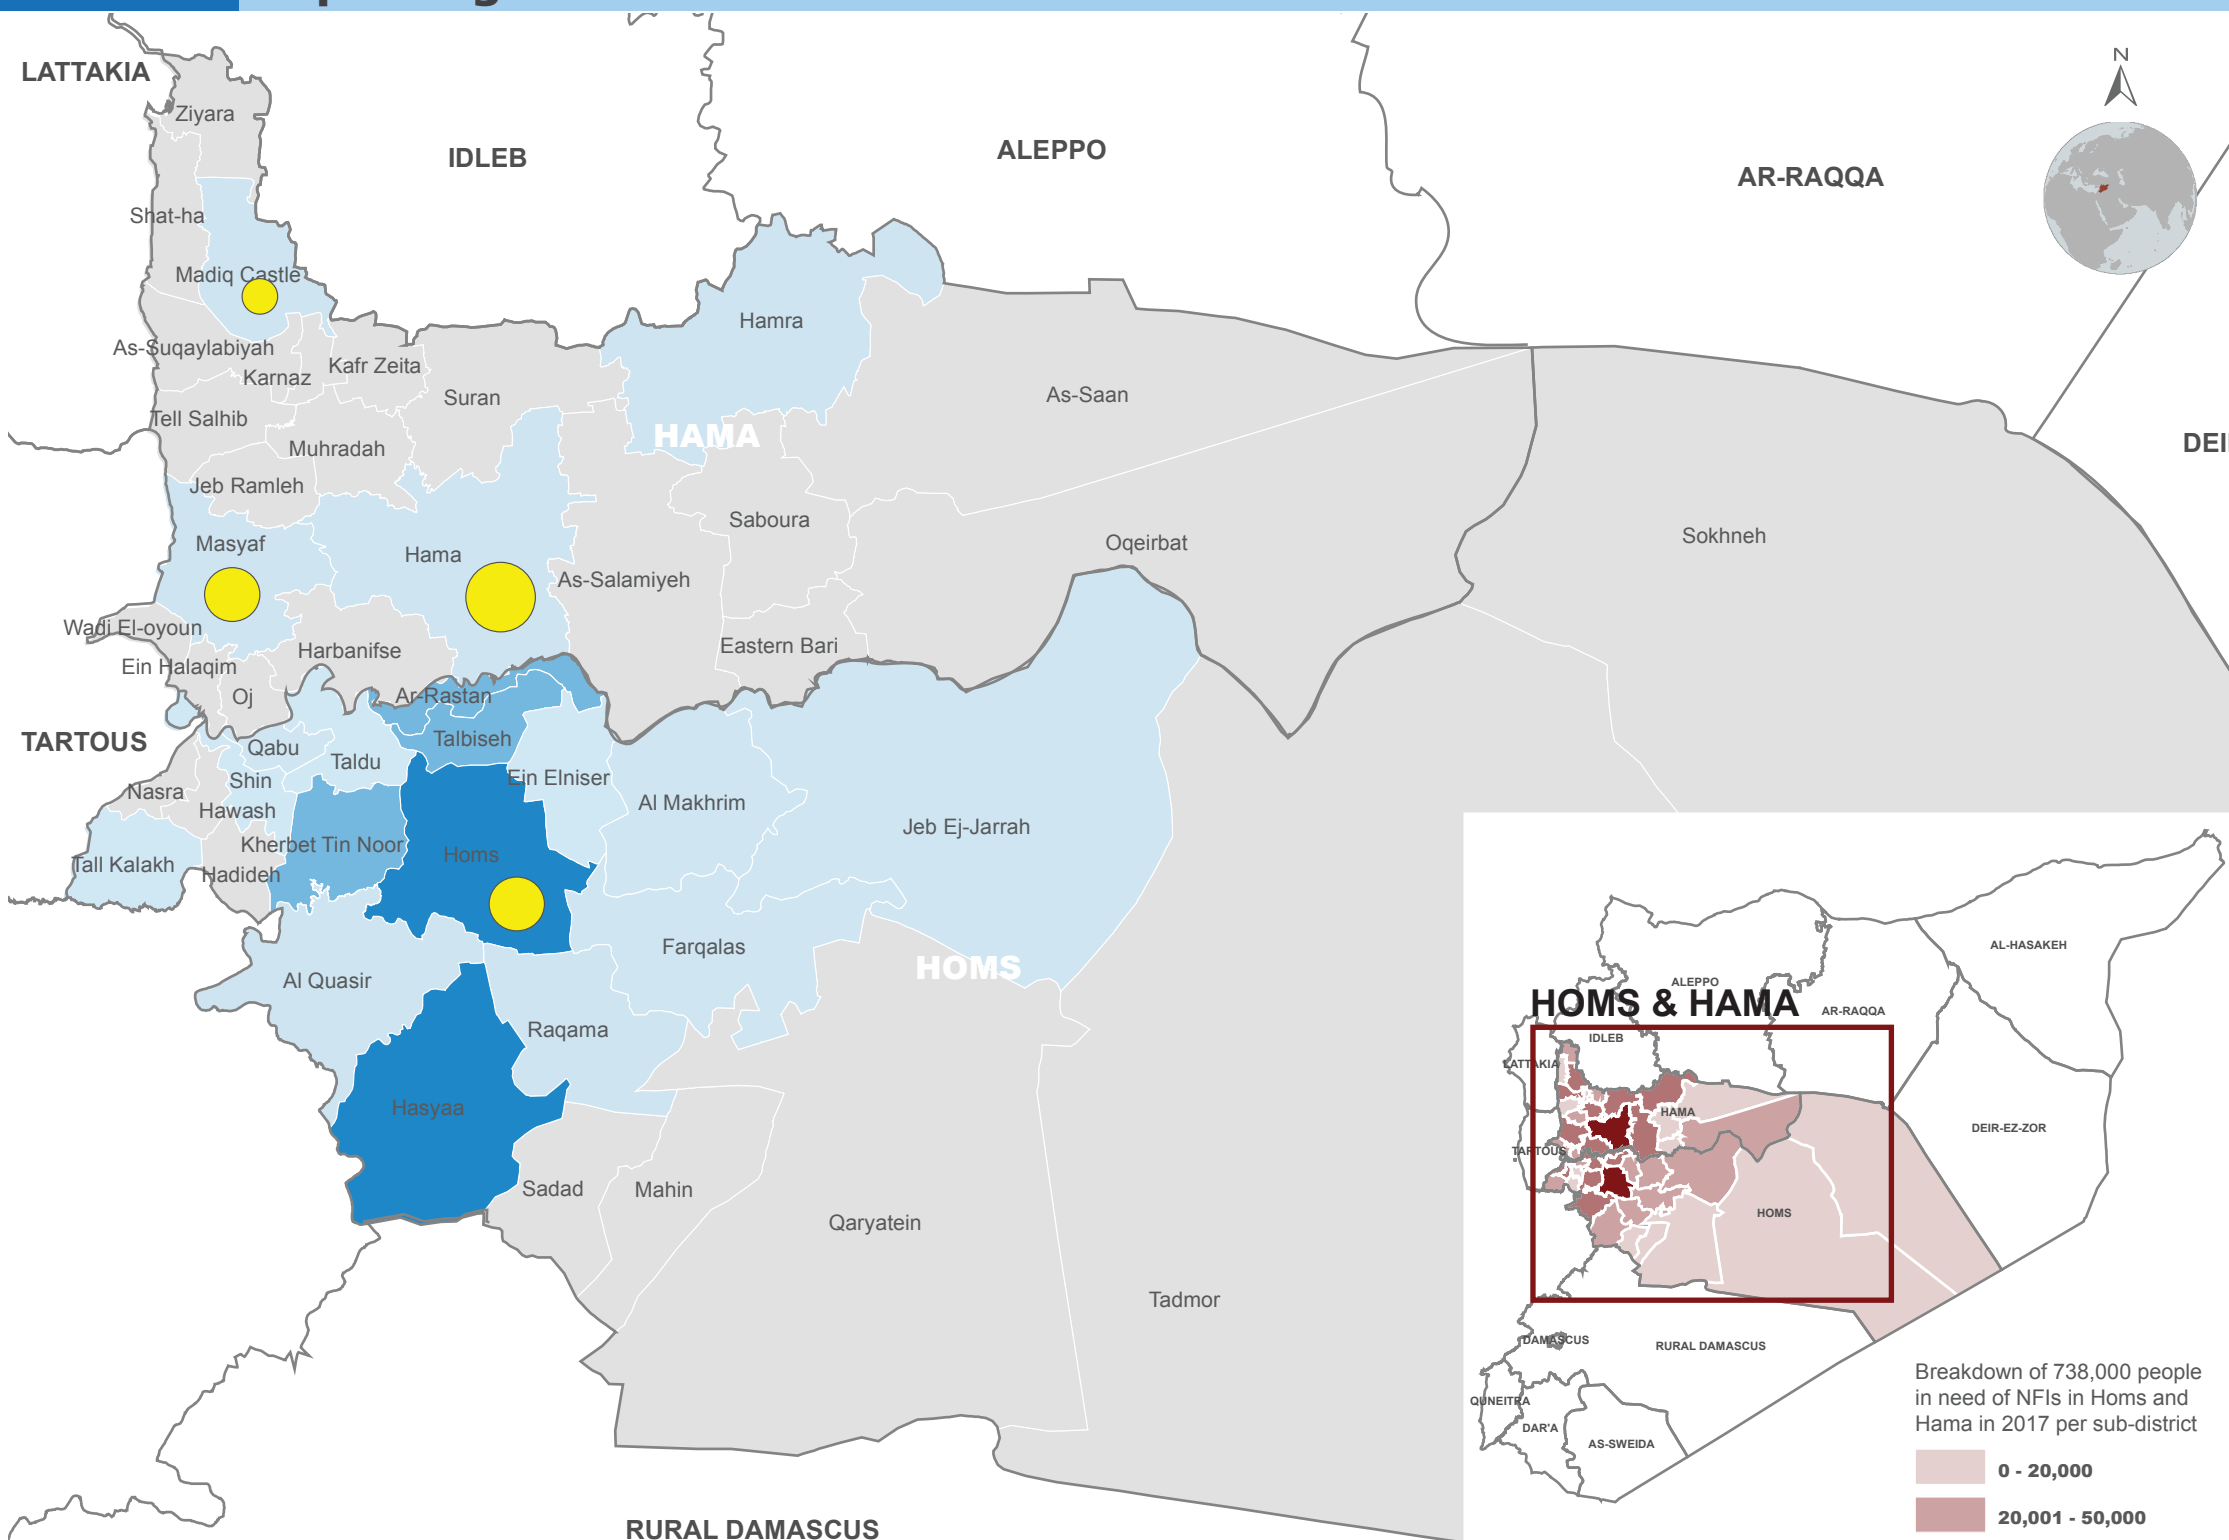 N
LATTAKIA
Ziyara
IDLEB
ALEPPO
AR-RAQQA
Shat-ha
Madiq Castle
Hamra
As-Suqaylabiyah
Karnaz
Kafr Zeita
Suran
As-Saan
Tell Salhib
HAMA
DEI
Muhradah
Jeb Ramleh
Saboura
Masyaf
Hama
Oqeirbat
Sokhneh
As-Salamiyeh
Wadi El-oyoun
Harbanifse
Eastern Bari
Ein Halaqim
Oj
Ar-Rastan
TARTOUS
Qabu
Talbiseh
Taldu
Shin
Ein Elniser
Nasra
Hawash
Al Makhrim
Jeb Ej-Jarrah
Kherbet Tin Noor
Homs
Tall Kalakh
Hadideh
Farqalas
HOMS
Al Quasir
Raqama
Hasyaa
Sadad
Mahin
Qaryatein
Tadmor
RURAL DAMASCUS
AL-HASAKEH
ALEPPO
HOMS & HAMA
AR-RAQQA
IDLEB
LATTAKIA
HAMA
DEIR-EZ-ZOR
TARTOUS
HOMS
DAMASCUS
RURAL DAMASCUS
QUNEITRA
DAR'A
AS-SWEIDA
Breakdown of 738,000 people
in need of NFIs in Homs and
Hama in 2017 per sub-district
0 - 20,000
20,001 - 50,000